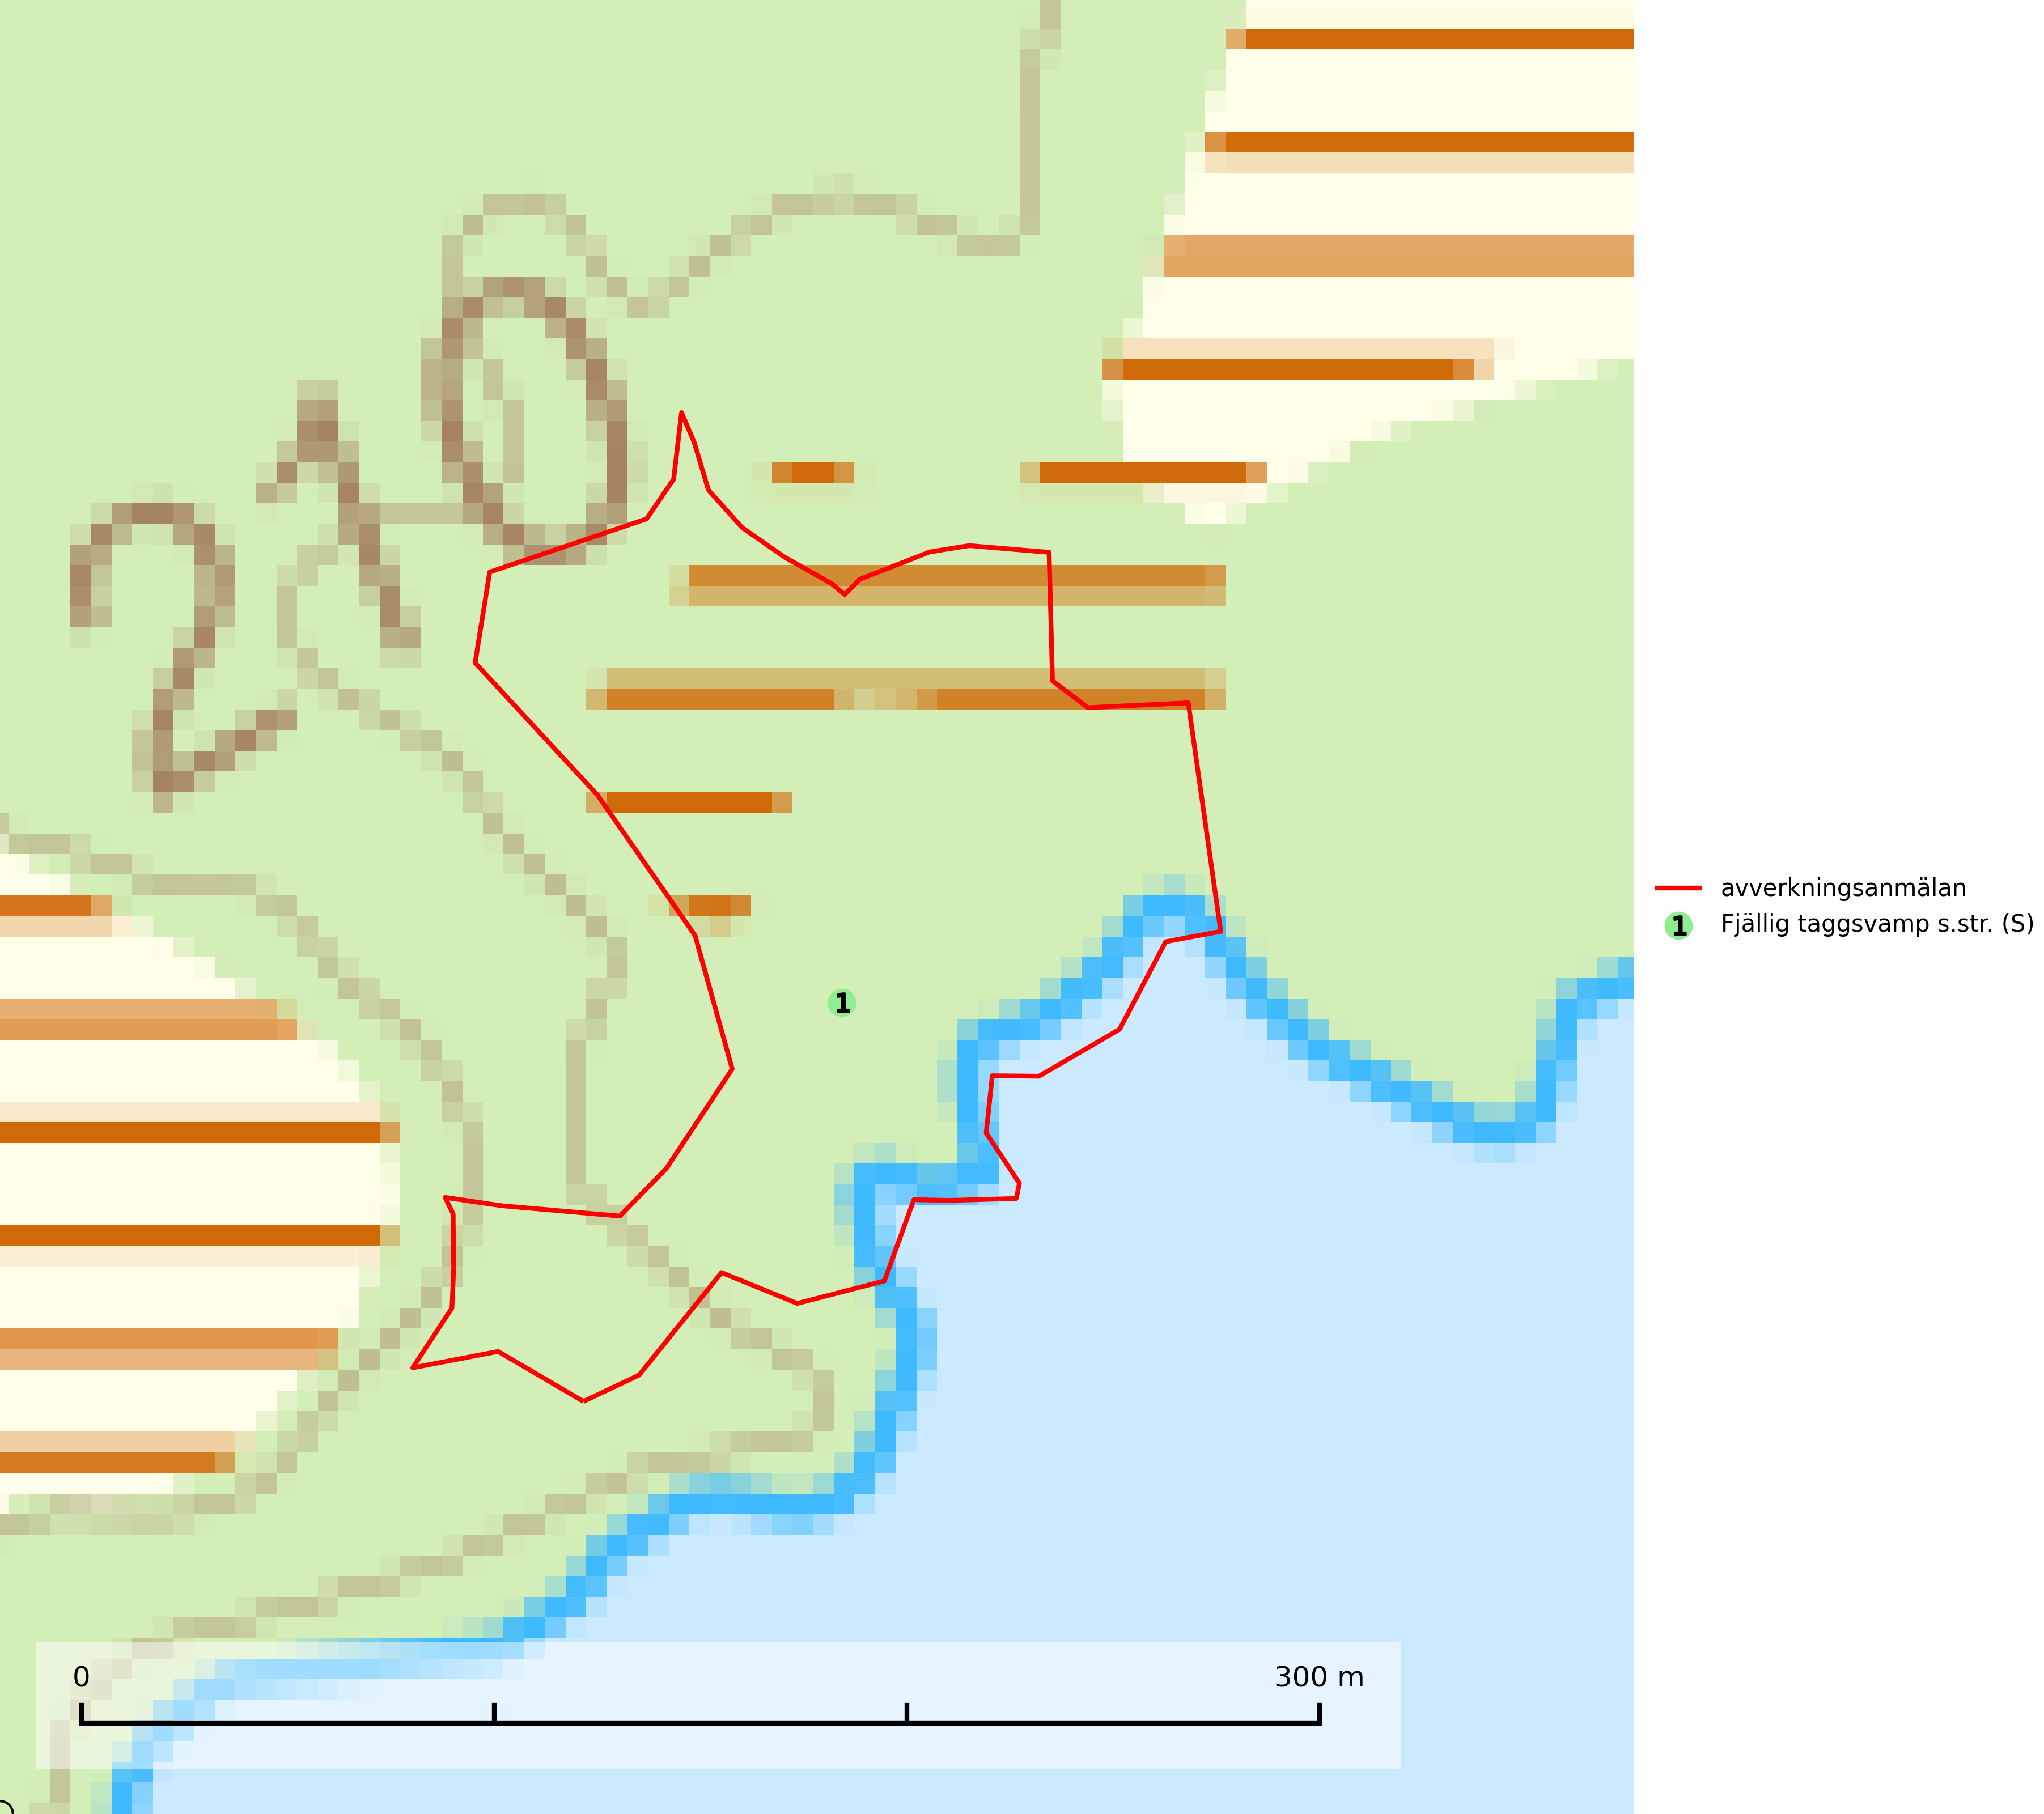 avverkningsanmälan
1 Fjällig taggsvamp s.str. (S)
1
0 300 m